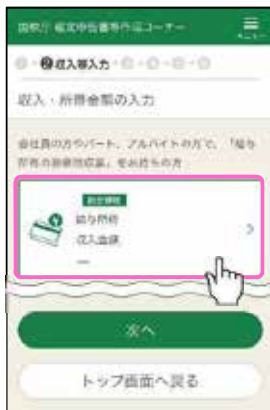 国税庁 確定申告書等作成コーナー
メニュー
❷収入等入力
収入・所得金額の入力
会社員の方やパート、アルバイトの方で、「給与
所得の源泉徴収票」をお持ちの方
給与所得
収入金額
次へ
トップ画面へ戻る